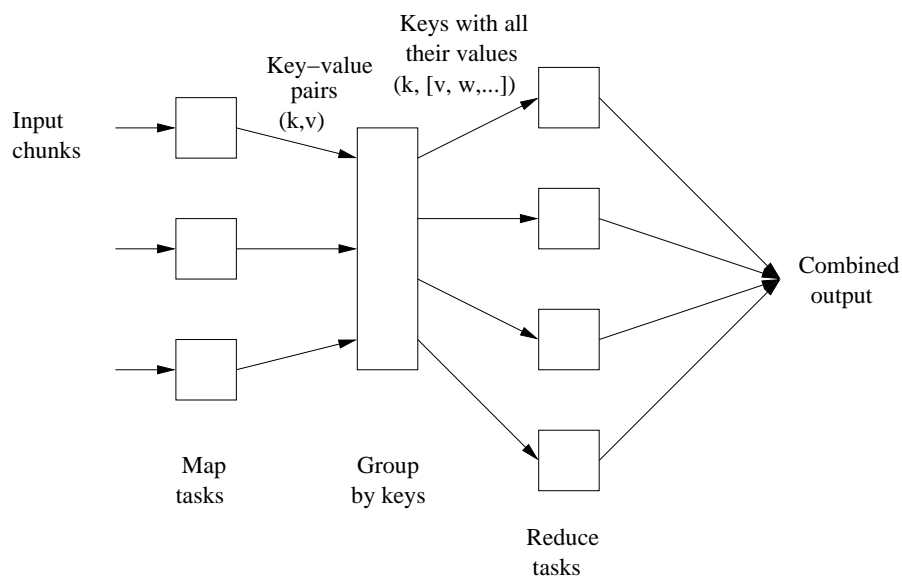 Keys with all
their values
(k, [v, w,...])
Key−value
pairs
(k,v)
Input
chunks
Combined
output
Map
tasks
Group
by keys
Reduce
tasks